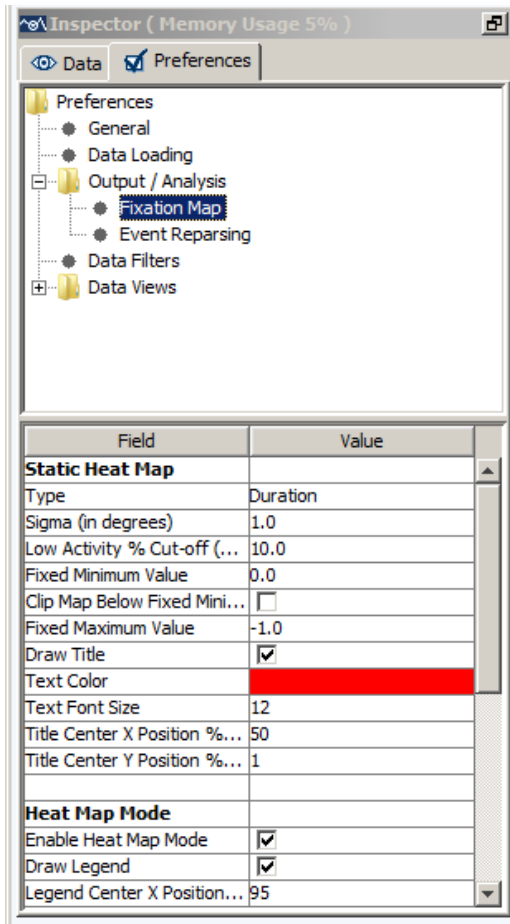 Inspector ( Memory Usage 5% )
Data Preferences
Preferences
General
Data Loading
Output / Analysis
Fixation Map
Event Reparsing
Data Filters
Data Views
Field Value
Static Heat Map
Type Duration
Sigma (in degrees) 1.0
Low Activity % Cut-off (... 10.0
Fixed Minimum Value 0.0
Clip Map Below Fixed Mini...
Fixed Maximum Value -1.0
Draw Title
Text Color
Text Font Size 12
Title Center X Position %... 50
Title Center Y Position %... 1
Heat Map Mode
Enable Heat Map Mode
Draw Legend
Legend Center X Position... 95